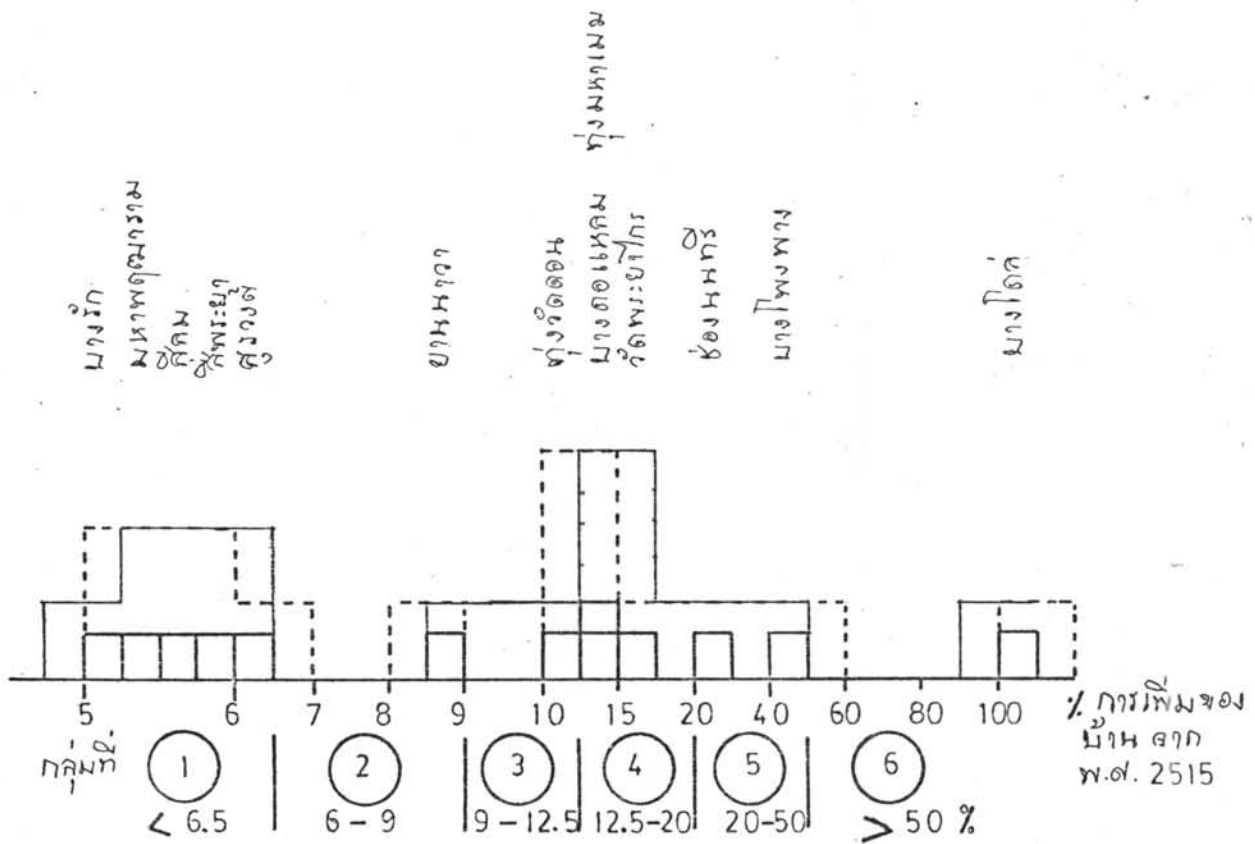 ทุ่งมหาเมฆ
บางรัก
มหาพฤฒาราม
สีลม
สี่พระยา
สุรวงศ์
ยานนาวา
ทุ่งวัดดอน
บางคอแหลม
วัดพระยาไกร
ช่องนนทรี
บางโพงพาง
บางโคล่
5 6 7 8 9 10 15 20 40 60 80 100 % การเพิ่มของ
บ้าน จาก
พ.ศ. 2515
กลุ่มที่ 1 2 3 4 5 6
< 6.5 6-9 9-12.5 12.5-20 20-50 > 50 %